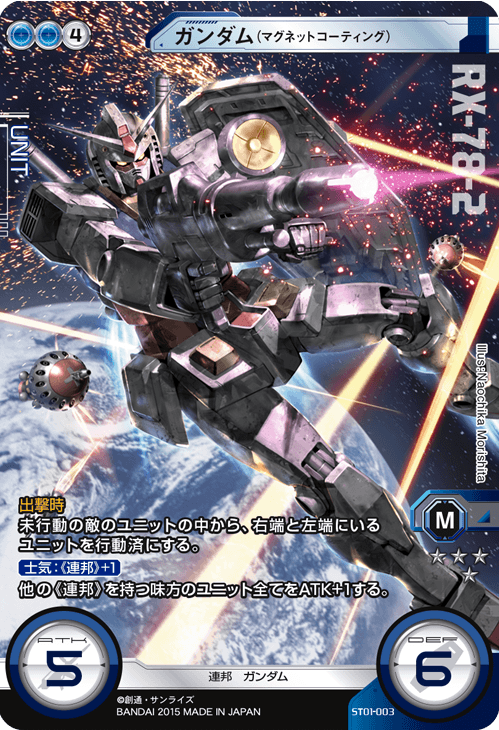 4
ガンダム(マグネットコーティング)
RX-78-2
UNIT
Illus:Naochika Morishita
M
出撃時
未行動の敵のユニットの中から、右端と左端にいる
ユニットを行動済にする。
士気:《連邦》+1
他の《連邦》を持つ味方のユニット全てをATK+1する。
ATK
5
DEF
6
連邦 ガンダム
©創通・サンライズ
BANDAI 2015 MADE IN JAPAN
ST01-003